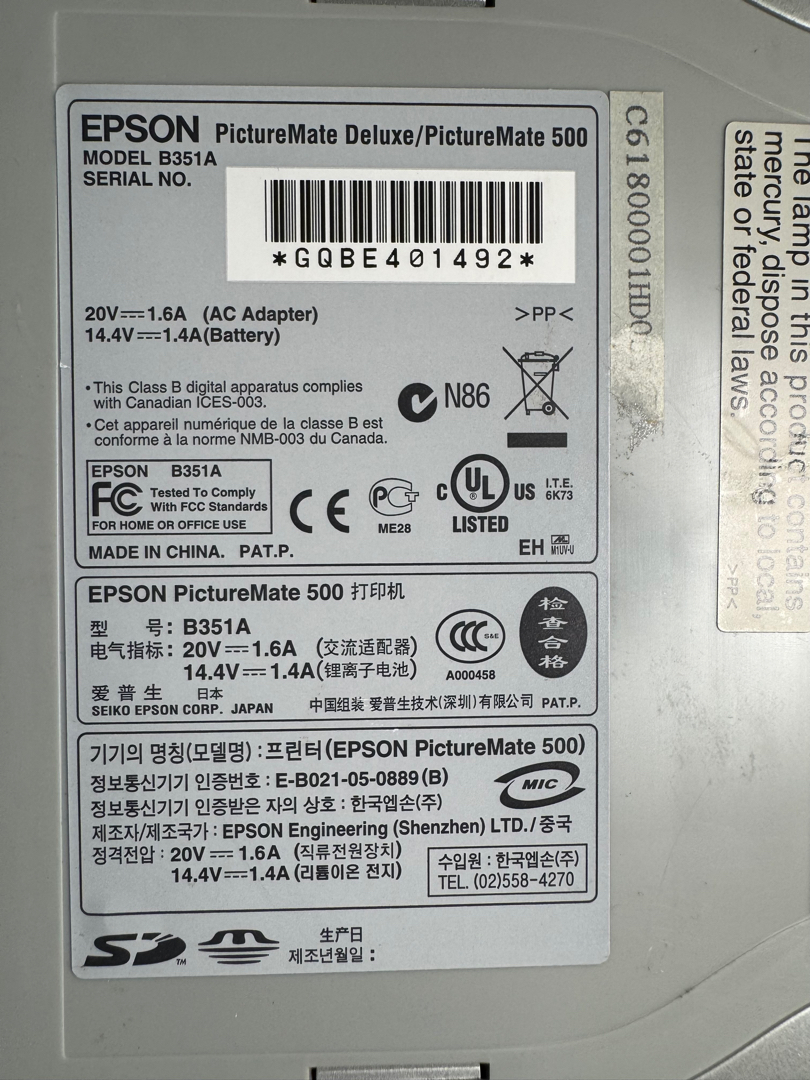 EPSON PictureMate Deluxe/PictureMate 500
MODEL B351A
SERIAL NO.
*GQBE401492*
20V⎓1.6A (AC Adapter)
14.4V⎓1.4A(Battery)
>PP<
•This Class B digital apparatus complies
with Canadian ICES-003.
•Cet appareil numérique de la classe B est
conforme à la norme NMB-003 du Canada.
N86
EPSON B351A
FC Tested To Comply
With FCC Standards
FOR HOME OR OFFICE USE
CE
PCT
ME28
C UL ® US
LISTED
I.T.E.
6K73
MADE IN CHINA. PAT.P.
EH
M1UV-U
EPSON PictureMate 500 打印机
型 号: B351A
电气指标: 20V⎓1.6A (交流适配器)
14.4V⎓1.4A(锂离子电池)
CCC S&E
A000458
检查合格
爱普生 日本
SEIKO EPSON CORP. JAPAN
中国组装 爱普生技术(深圳)有限公司 PAT.P.
기기의 명칭(모델명) : 프린터(EPSON PictureMate 500)
정보통신기기 인증번호 : E-B021-05-0889(B)
정보통신기기 인증받은 자의 상호 : 한국엡손(주)
MIC
제조자/제조국가 : EPSON Engineering (Shenzhen) LTD./중국
정격전압 : 20V⎓1.6A (직류전원장치)
14.4V⎓1.4A (리튬이온 전지)
수입원 : 한국엡손(주)
TEL. (02)558-4270
SD TM
生产日
제조년월일 :
C61800001HD0
The lamp in this product contains
mercury, dispose according to local,
state or federal laws.
>PP<